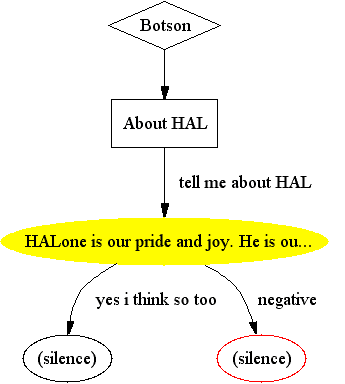 Botson
About HAL
tell me about HAL
HALone is our pride and joy. He is ou...
yes i think so too
negative
(silence)
(silence)